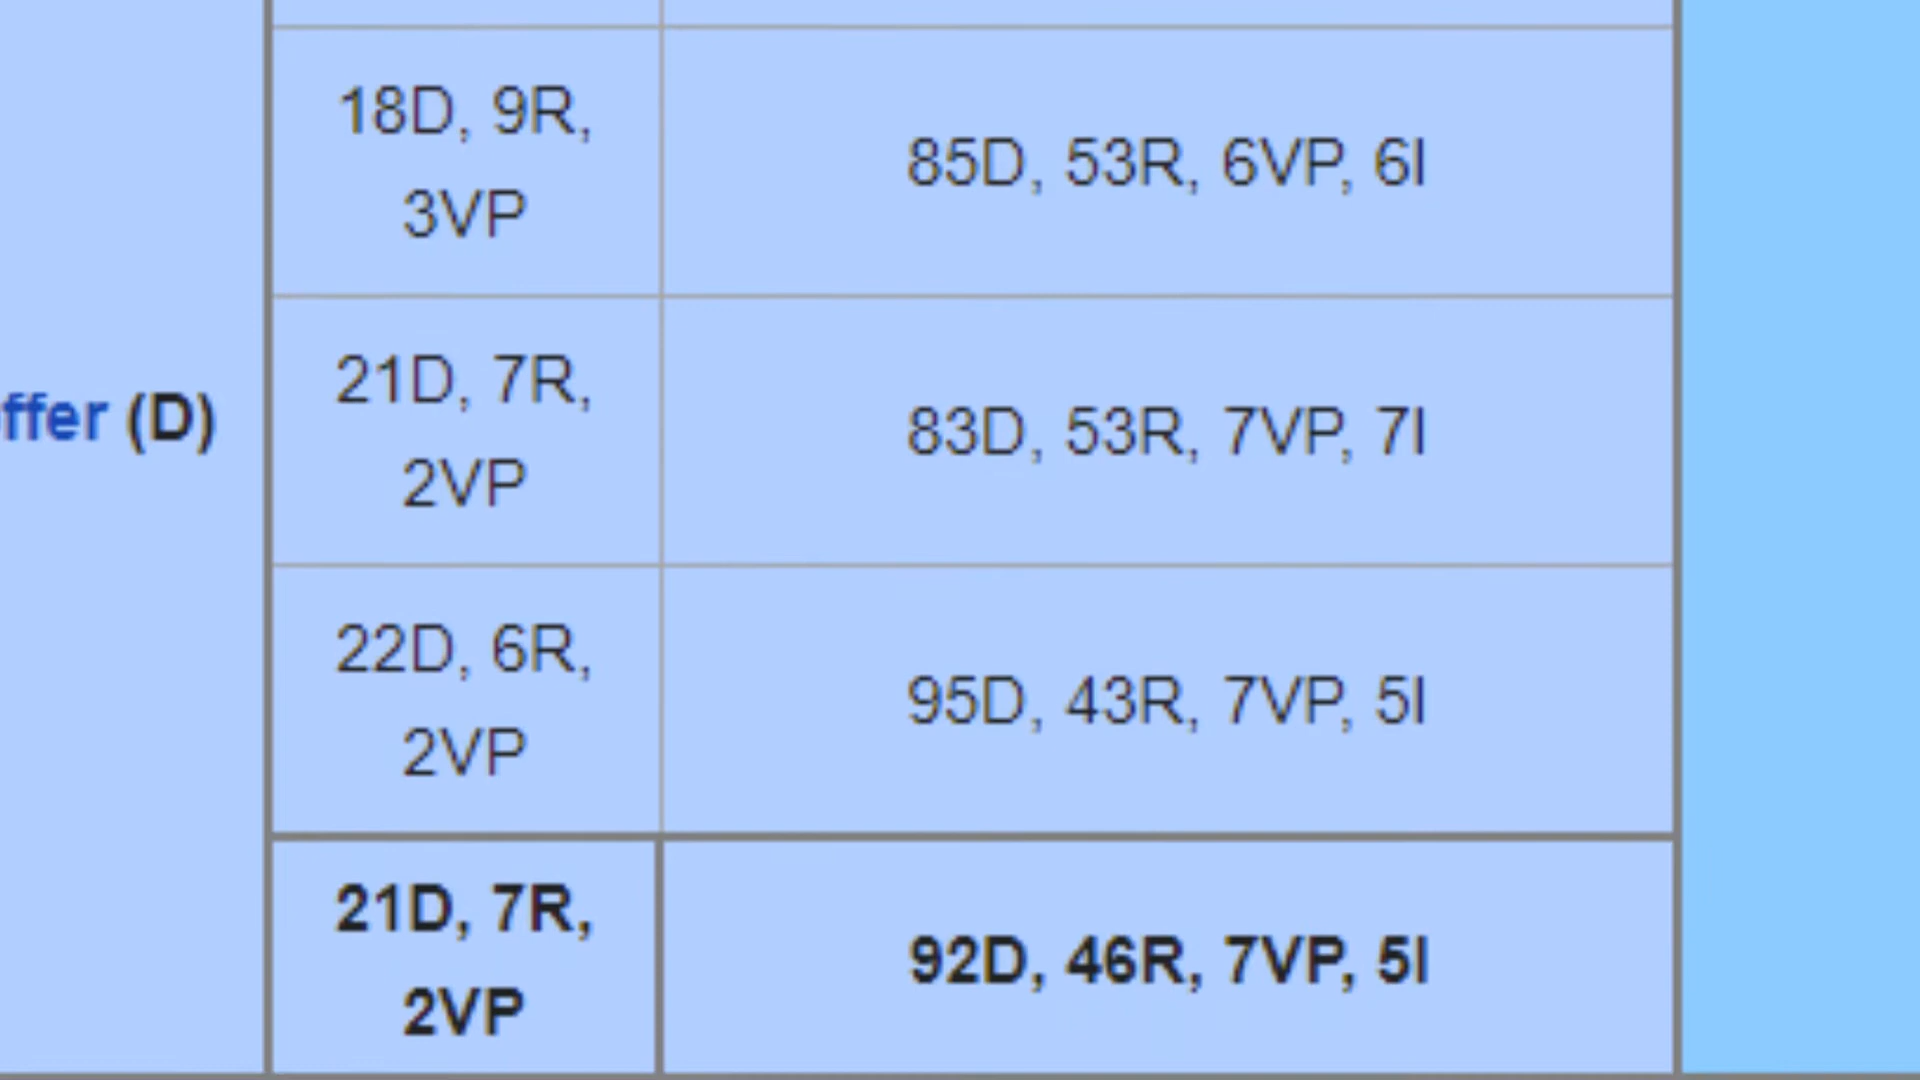 18D, 9R,
3VP
85D, 53R, 6VP, 6I
ffer (D)
21D, 7R,
2VP
83D, 53R, 7VP, 7I
22D, 6R,
2VP
95D, 43R, 7VP, 5I
21D, 7R,
2VP
92D, 46R, 7VP, 5I